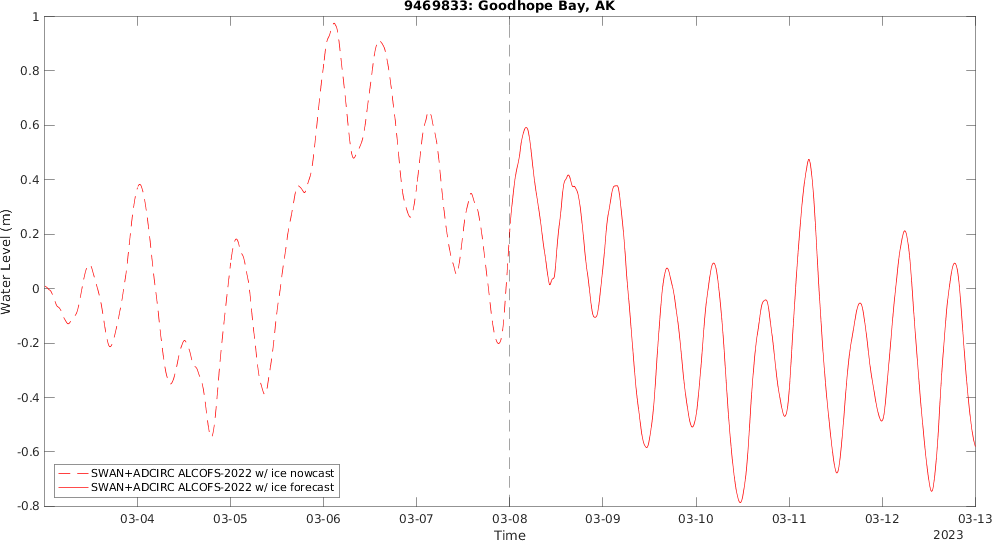 9469833: Goodhope Bay, AK
Water Level (m)
1
0.8
0.6
0.4
0.2
0
-0.2
-0.4
-0.6
-0.8
SWAN+ADCIRC ALCOFS-2022 w/ ice nowcast
SWAN+ADCIRC ALCOFS-2022 w/ ice forecast
03-04 03-05 03-06 03-07 03-08 03-09 03-10 03-11 03-12 03-13
Time
2023